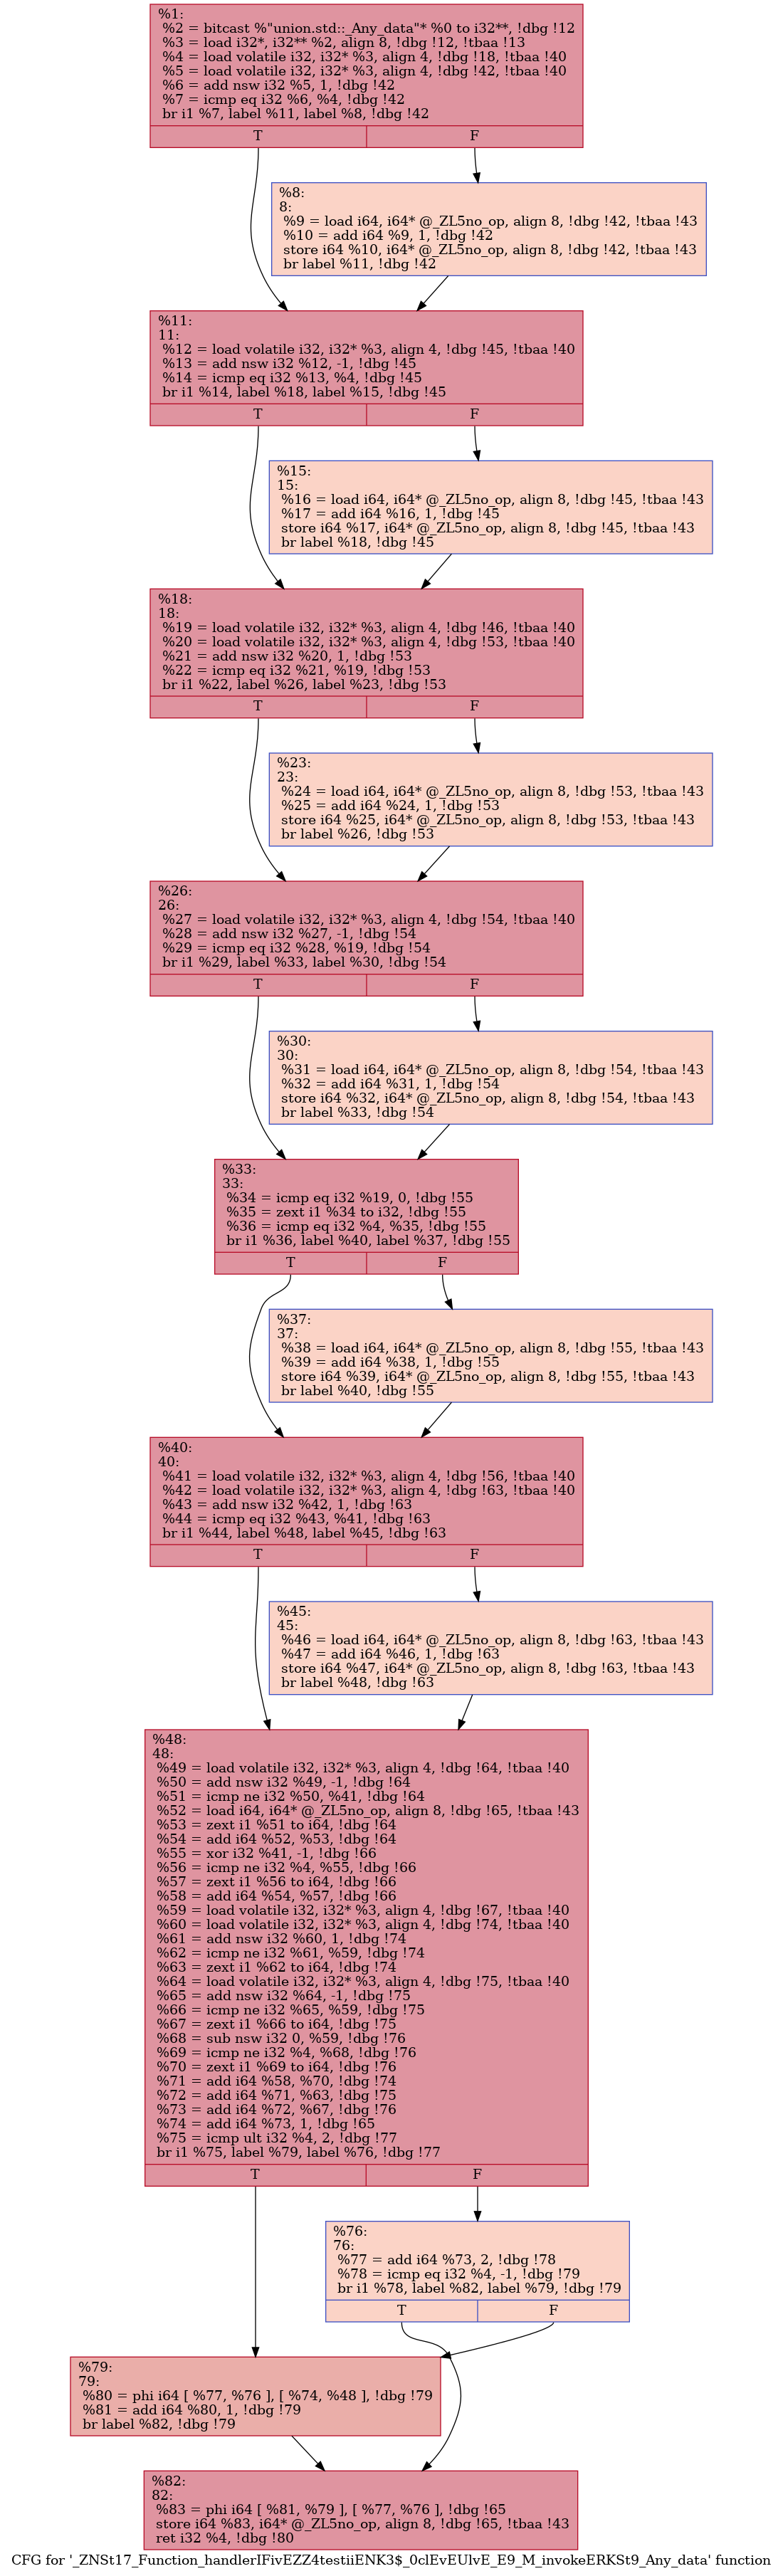 %1:
%2 = bitcast %"union.std::_Any_data"* %0 to i32**, !dbg !12
%3 = load i32*, i32** %2, align 8, !dbg !12, !tbaa !13
%4 = load volatile i32, i32* %3, align 4, !dbg !18, !tbaa !40
%5 = load volatile i32, i32* %3, align 4, !dbg !42, !tbaa !40
%6 = add nsw i32 %5, 1, !dbg !42
%7 = icmp eq i32 %6, %4, !dbg !42
br i1 %7, label %11, label %8, !dbg !42
T F
%8:
8:
%9 = load i64, i64* @_ZL5no_op, align 8, !dbg !42, !tbaa !43
%10 = add i64 %9, 1, !dbg !42
store i64 %10, i64* @_ZL5no_op, align 8, !dbg !42, !tbaa !43
br label %11, !dbg !42
%11:
11:
%12 = load volatile i32, i32* %3, align 4, !dbg !45, !tbaa !40
%13 = add nsw i32 %12, -1, !dbg !45
%14 = icmp eq i32 %13, %4, !dbg !45
br i1 %14, label %18, label %15, !dbg !45
T F
%15:
15:
%16 = load i64, i64* @_ZL5no_op, align 8, !dbg !45, !tbaa !43
%17 = add i64 %16, 1, !dbg !45
store i64 %17, i64* @_ZL5no_op, align 8, !dbg !45, !tbaa !43
br label %18, !dbg !45
%18:
18:
%19 = load volatile i32, i32* %3, align 4, !dbg !46, !tbaa !40
%20 = load volatile i32, i32* %3, align 4, !dbg !53, !tbaa !40
%21 = add nsw i32 %20, 1, !dbg !53
%22 = icmp eq i32 %21, %19, !dbg !53
br i1 %22, label %26, label %23, !dbg !53
T F
%23:
23:
%24 = load i64, i64* @_ZL5no_op, align 8, !dbg !53, !tbaa !43
%25 = add i64 %24, 1, !dbg !53
store i64 %25, i64* @_ZL5no_op, align 8, !dbg !53, !tbaa !43
br label %26, !dbg !53
%26:
26:
%27 = load volatile i32, i32* %3, align 4, !dbg !54, !tbaa !40
%28 = add nsw i32 %27, -1, !dbg !54
%29 = icmp eq i32 %28, %19, !dbg !54
br i1 %29, label %33, label %30, !dbg !54
T F
%30:
30:
%31 = load i64, i64* @_ZL5no_op, align 8, !dbg !54, !tbaa !43
%32 = add i64 %31, 1, !dbg !54
store i64 %32, i64* @_ZL5no_op, align 8, !dbg !54, !tbaa !43
br label %33, !dbg !54
%33:
33:
%34 = icmp eq i32 %19, 0, !dbg !55
%35 = zext i1 %34 to i32, !dbg !55
%36 = icmp eq i32 %4, %35, !dbg !55
br i1 %36, label %40, label %37, !dbg !55
T F
%37:
37:
%38 = load i64, i64* @_ZL5no_op, align 8, !dbg !55, !tbaa !43
%39 = add i64 %38, 1, !dbg !55
store i64 %39, i64* @_ZL5no_op, align 8, !dbg !55, !tbaa !43
br label %40, !dbg !55
%40:
40:
%41 = load volatile i32, i32* %3, align 4, !dbg !56, !tbaa !40
%42 = load volatile i32, i32* %3, align 4, !dbg !63, !tbaa !40
%43 = add nsw i32 %42, 1, !dbg !63
%44 = icmp eq i32 %43, %41, !dbg !63
br i1 %44, label %48, label %45, !dbg !63
T F
%45:
45:
%46 = load i64, i64* @_ZL5no_op, align 8, !dbg !63, !tbaa !43
%47 = add i64 %46, 1, !dbg !63
store i64 %47, i64* @_ZL5no_op, align 8, !dbg !63, !tbaa !43
br label %48, !dbg !63
%48:
48:
%49 = load volatile i32, i32* %3, align 4, !dbg !64, !tbaa !40
%50 = add nsw i32 %49, -1, !dbg !64
%51 = icmp ne i32 %50, %41, !dbg !64
%52 = load i64, i64* @_ZL5no_op, align 8, !dbg !65, !tbaa !43
%53 = zext i1 %51 to i64, !dbg !64
%54 = add i64 %52, %53, !dbg !64
%55 = xor i32 %41, -1, !dbg !66
%56 = icmp ne i32 %4, %55, !dbg !66
%57 = zext i1 %56 to i64, !dbg !66
%58 = add i64 %54, %57, !dbg !66
%59 = load volatile i32, i32* %3, align 4, !dbg !67, !tbaa !40
%60 = load volatile i32, i32* %3, align 4, !dbg !74, !tbaa !40
%61 = add nsw i32 %60, 1, !dbg !74
%62 = icmp ne i32 %61, %59, !dbg !74
%63 = zext i1 %62 to i64, !dbg !74
%64 = load volatile i32, i32* %3, align 4, !dbg !75, !tbaa !40
%65 = add nsw i32 %64, -1, !dbg !75
%66 = icmp ne i32 %65, %59, !dbg !75
%67 = zext i1 %66 to i64, !dbg !75
%68 = sub nsw i32 0, %59, !dbg !76
%69 = icmp ne i32 %4, %68, !dbg !76
%70 = zext i1 %69 to i64, !dbg !76
%71 = add i64 %58, %70, !dbg !74
%72 = add i64 %71, %63, !dbg !75
%73 = add i64 %72, %67, !dbg !76
%74 = add i64 %73, 1, !dbg !65
%75 = icmp ult i32 %4, 2, !dbg !77
br i1 %75, label %79, label %76, !dbg !77
T F
%76:
76:
%77 = add i64 %73, 2, !dbg !78
%78 = icmp eq i32 %4, -1, !dbg !79
br i1 %78, label %82, label %79, !dbg !79
T F
%79:
79:
%80 = phi i64 [ %77, %76 ], [ %74, %48 ], !dbg !79
%81 = add i64 %80, 1, !dbg !79
br label %82, !dbg !79
%82:
82:
%83 = phi i64 [ %81, %79 ], [ %77, %76 ], !dbg !65
store i64 %83, i64* @_ZL5no_op, align 8, !dbg !65, !tbaa !43
ret i32 %4, !dbg !80
CFG for '_ZNSt17_Function_handlerIFivEZZ4testiiENK3$_0clEvEUlvE_E9_M_invokeERKSt9_Any_data' function